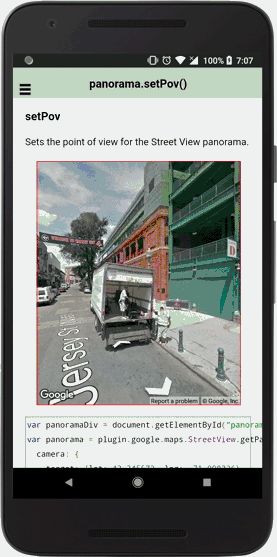 100% 7:07
panorama.setPov()
setPov
Sets the point of view for the Street View panorama.
Jersey St
Google
Report a problem © Google, Inc.
D
var panoramaDiv = document.getElementById("panoram
var panorama = plugin.google.maps.StreetView.getPa
camera: {